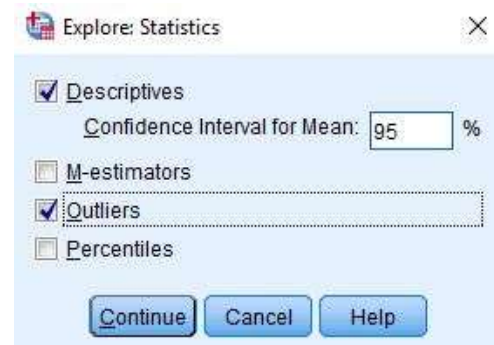 Explore: Statistics
Descriptives
Confidence Interval for Mean: 95 %
M-estimators
Outliers
Percentiles
Continue Cancel Help